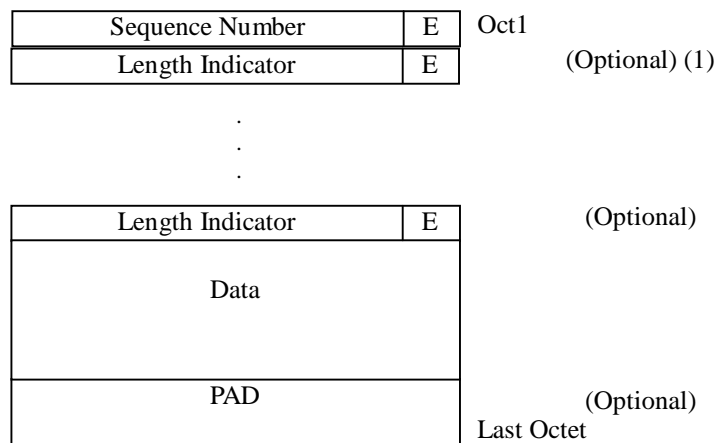 Sequence Number E Oct1
Length Indicator E (Optional) (1)
.
.
.
Length Indicator E (Optional)
Data
PAD (Optional)
Last Octet